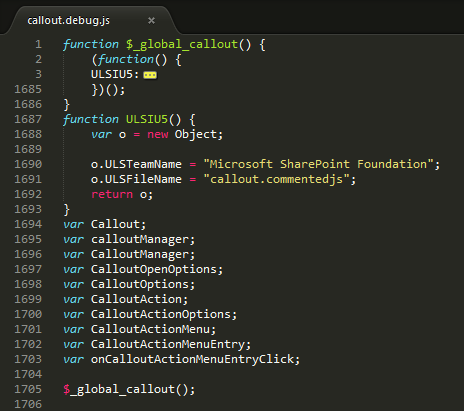 callout.debug.js ×
1 function $_global_callout() {
2 (function() {
3 ULSIU5:
1685 })();
1686 }
1687 function ULSIU5() {
1688 var o = new Object;
1689
1690 o.ULSTeamName = "Microsoft SharePoint Foundation";
1691 o.ULSFileName = "callout.commentedjs";
1692 return o;
1693 }
1694 var Callout;
1695 var calloutManager;
1696 var CalloutManager;
1697 var CalloutOpenOptions;
1698 var CalloutOptions;
1699 var CalloutAction;
1700 var CalloutActionOptions;
1701 var CalloutActionMenu;
1702 var CalloutActionMenuEntry;
1703 var onCalloutActionMenuEntryClick;
1704
1705 $_global_callout();
1706